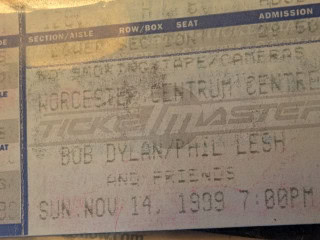 SECTION/AISLE ROW/BOX SEAT ADMISSION
NO SMOKING/TAPE/CAMERAS
WORCESTER CENTRUM CENTRE
TICKETMASTER
BOB DYLAN/PHIL LESH
AND FRIENDS
SUN NOV 14, 1999 7:00PM